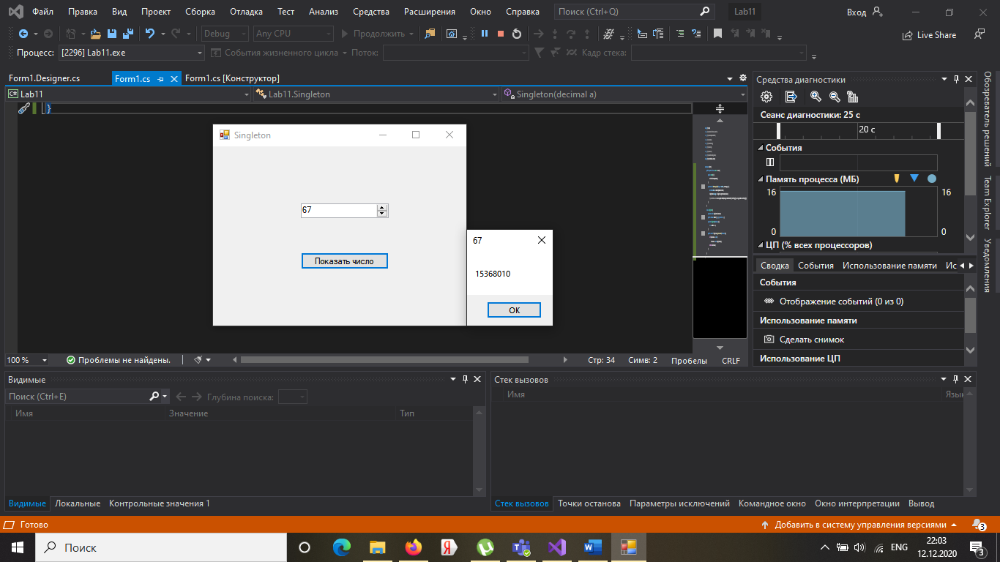 Файл Правка Вид Проект Сборка Отладка Тест Анализ Средства Расширения Окно Справка Поиск (Ctrl+Q) Lab11 Вход
Debug Any CPU Продолжить Live Share
Процесс: [2296] Lab11.exe События жизненного цикла Поток: Кадр стека:
Form1.Designer.cs Form1.cs Form1.cs [Конструктор]
C# Lab11 Lab11.Singleton Singleton(decimal a)
}
Singleton
67
Показать число
67
15368010
ОК
100 % Проблемы не найдены. Стр: 34 Симв: 2 Пробелы CRLF
Средства диагностики
Сеанс диагностики: 25 с
20 с
События
Память процесса (МБ)
16 16
0 0
ЦП (% всех процессоров)
Сводка События Использование памяти Ис
События
Отображение событий (0 из 0)
Использование памяти
Сделать снимок
Использование ЦП
Обозреватель решений
Team Explorer
Уведомления
Видимые
Поиск (Ctrl+E) Глубина поиска:
Имя Значение Тип
Видимые Локальные Контрольные значения 1
Стек вызовов
Имя Язык
Стек вызовов Точки останова Параметры исключений Командное окно Окно интерпретации Вывод
Готово Добавить в систему управления версиями 3
Поиск Я W ENG 22:03
12.12.2020 3